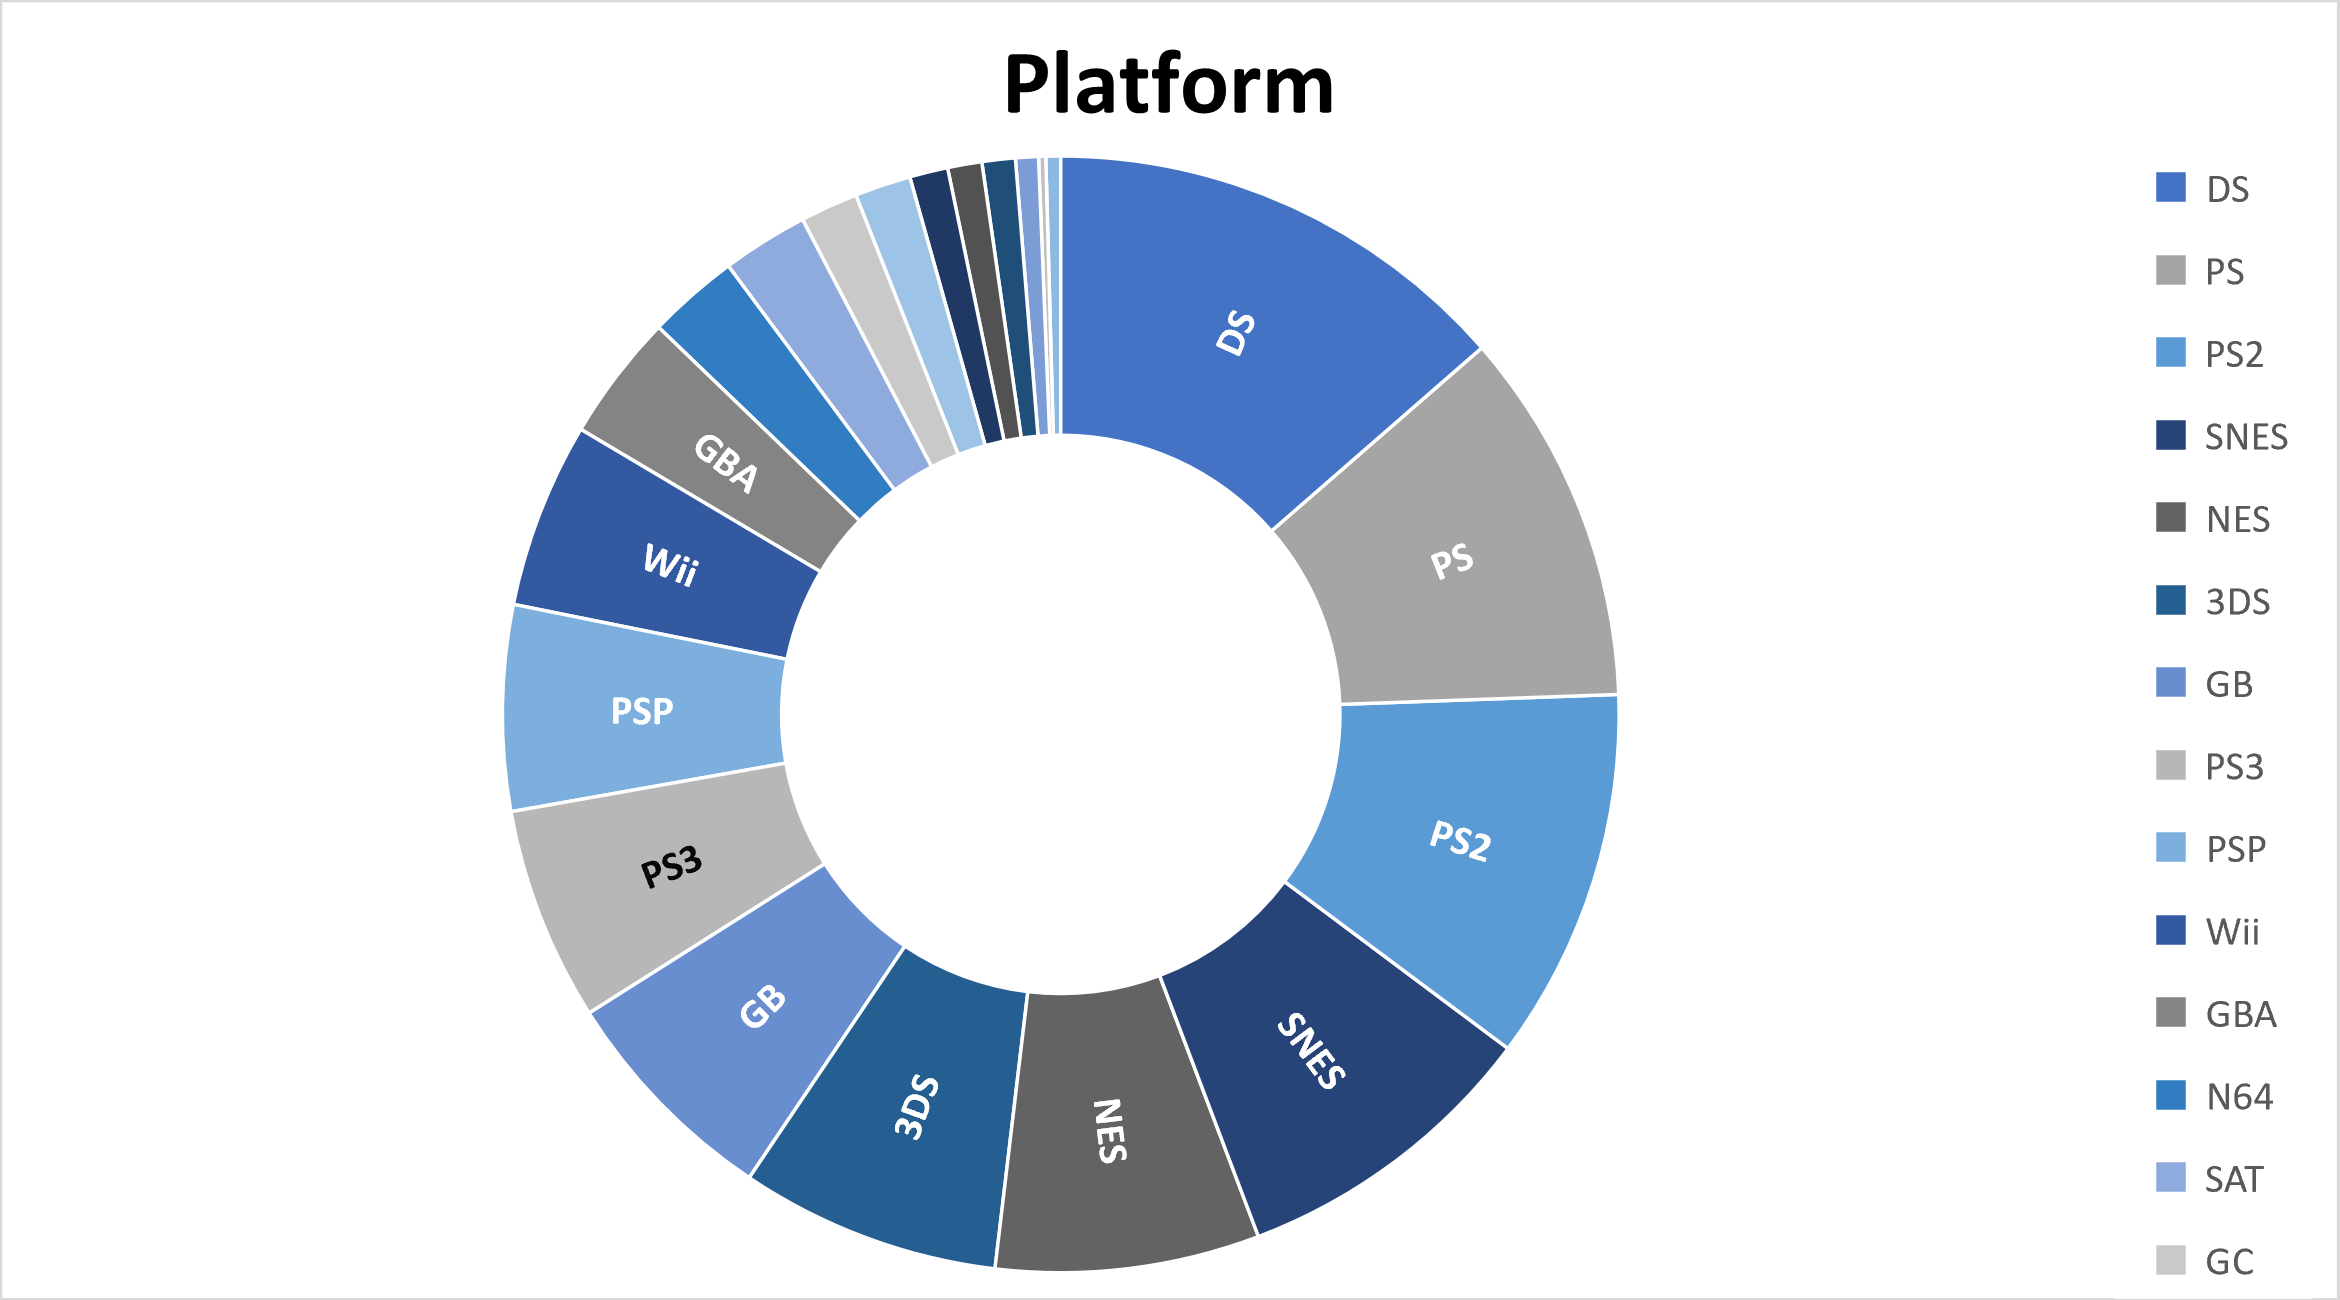 Platform
DS
PS
PS2
SNES
NES
3DS
GB
PS3
PSP
Wii
GBA
DS
PS
PS2
SNES
NES
3DS
GB
PS3
PSP
Wii
GBA
N64
SAT
GC